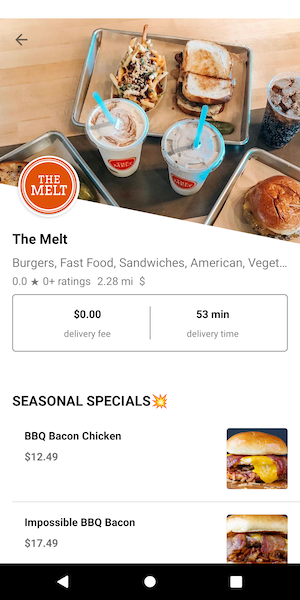 THE
MELT
The Melt
Burgers, Fast Food, Sandwiches, American, Veget...
0.0 ★ 0+ ratings 2.28 mi $
$0.00
delivery fee
53 min
delivery time
SEASONAL SPECIALS💥
BBQ Bacon Chicken
$12.49
Impossible BBQ Bacon
$17.49